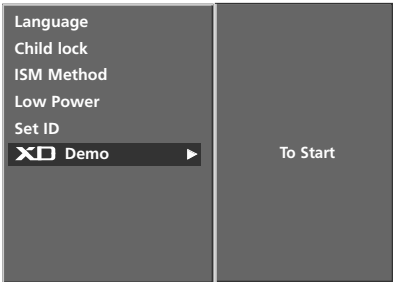 Language
Child lock
ISM Method
Low Power
Set ID
XD Demo
To Start